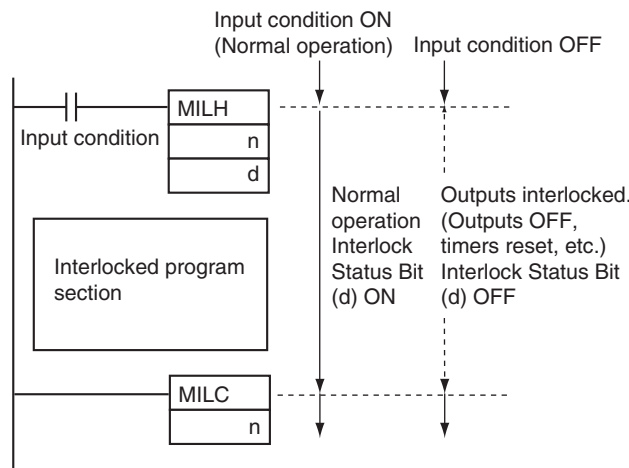 Input condition ON
(Normal operation)
Input condition OFF
MILH
Input condition
n
d
Normal
operation
Interlock
Status Bit
(d) ON
Outputs interlocked.
(Outputs OFF,
timers reset, etc.)
Interlock Status Bit
(d) OFF
Interlocked program
section
MILC
n